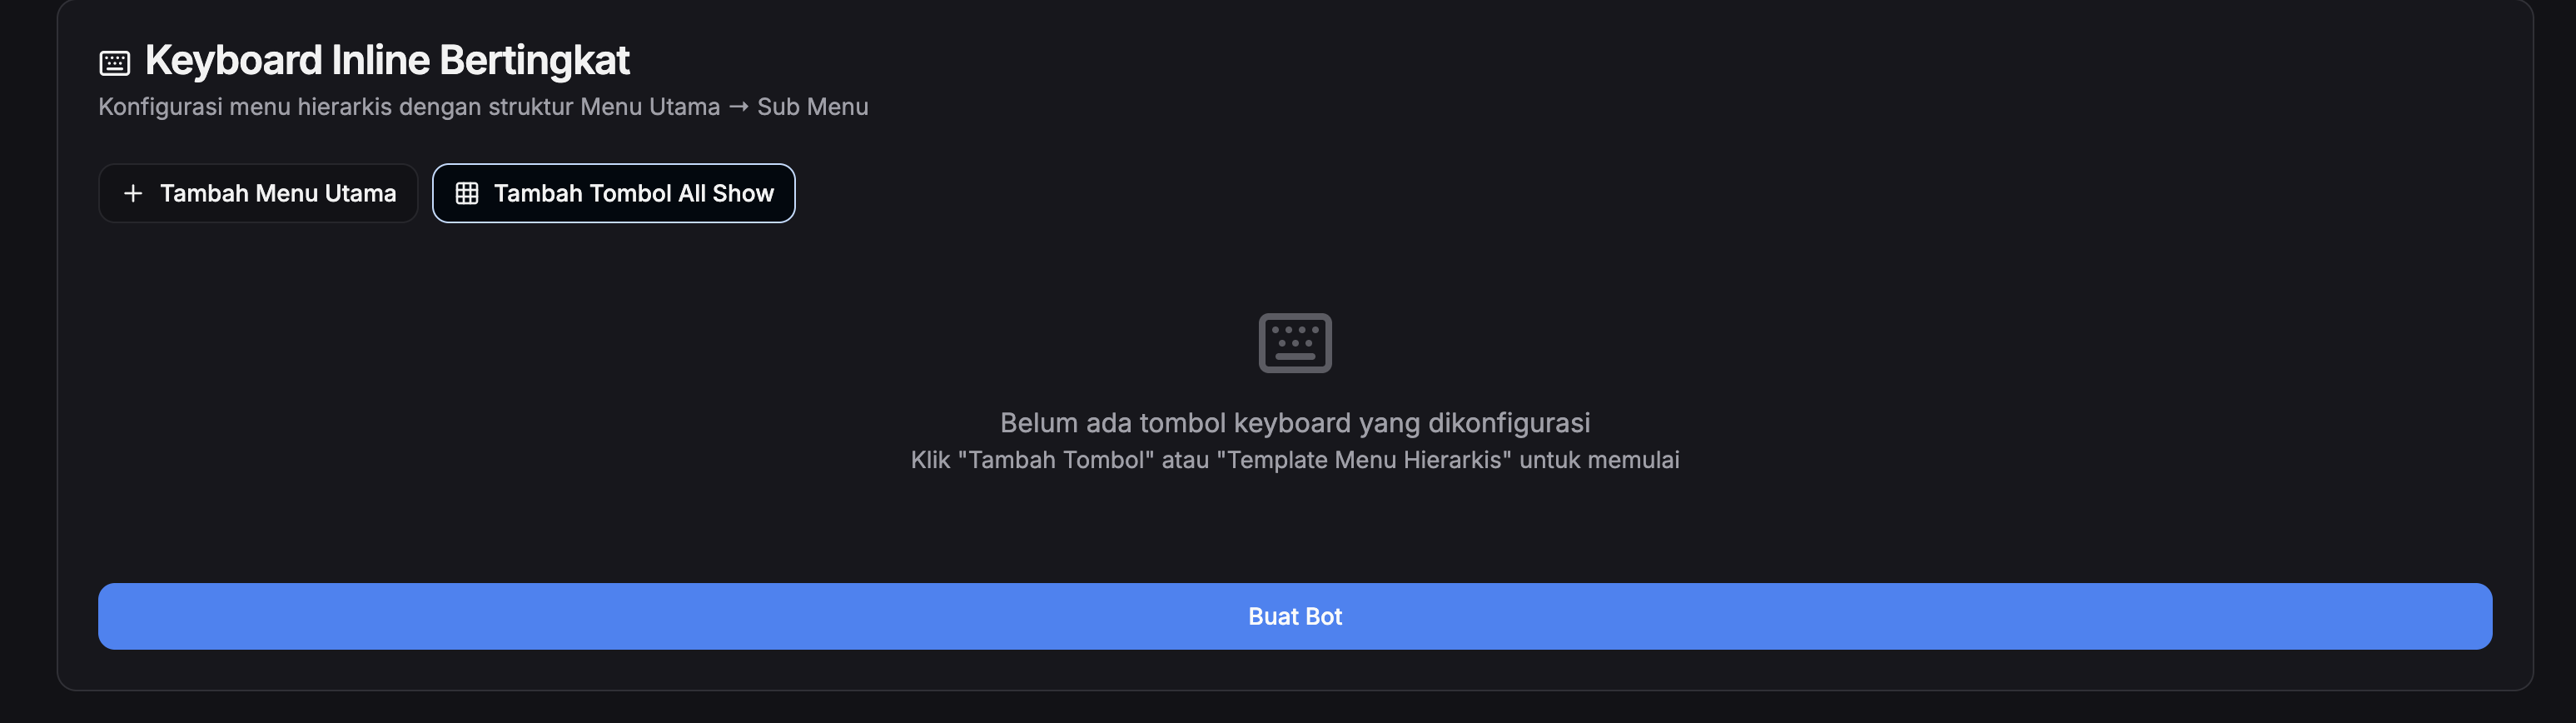 Keyboard Inline Bertingkat
Konfigurasi menu hierarkis dengan struktur Menu Utama → Sub Menu
Tambah Menu Utama
Tambah Tombol All Show
Belum ada tombol keyboard yang dikonfigurasi
Klik "Tambah Tombol" atau "Template Menu Hierarkis" untuk memulai
Buat Bot